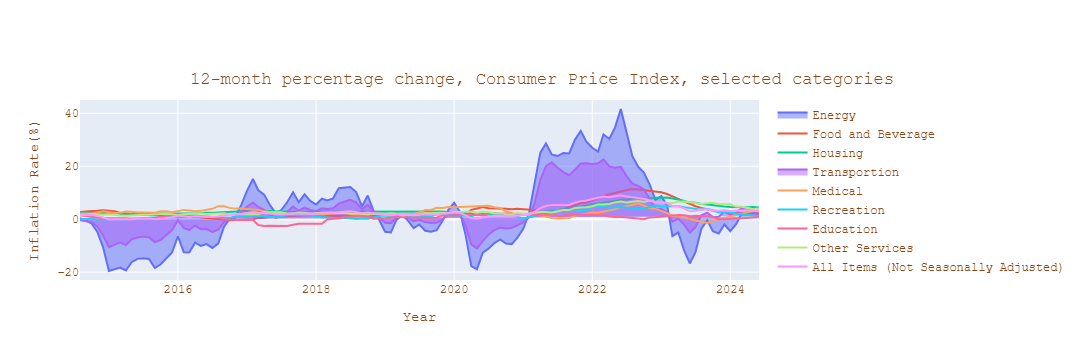 12-month percentage change, Consumer Price Index, selected categories
Inflation Rate(%)
40
20
0
−20
2016
2018
2020
2022
2024
Year
Energy
Food and Beverage
Housing
Transportion
Medical
Recreation
Education
Other Services
All Items (Not Seasonally Adjusted)